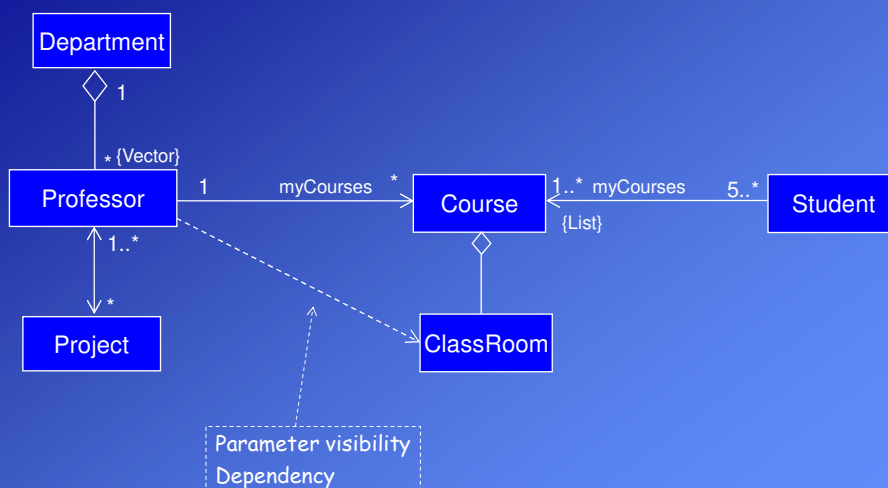 Department
1
* {Vector}
Professor
1 myCourses *
Course
1..* myCourses 5..*
{List}
Student
1..*
*
Project
ClassRoom
Parameter visibility
Dependency